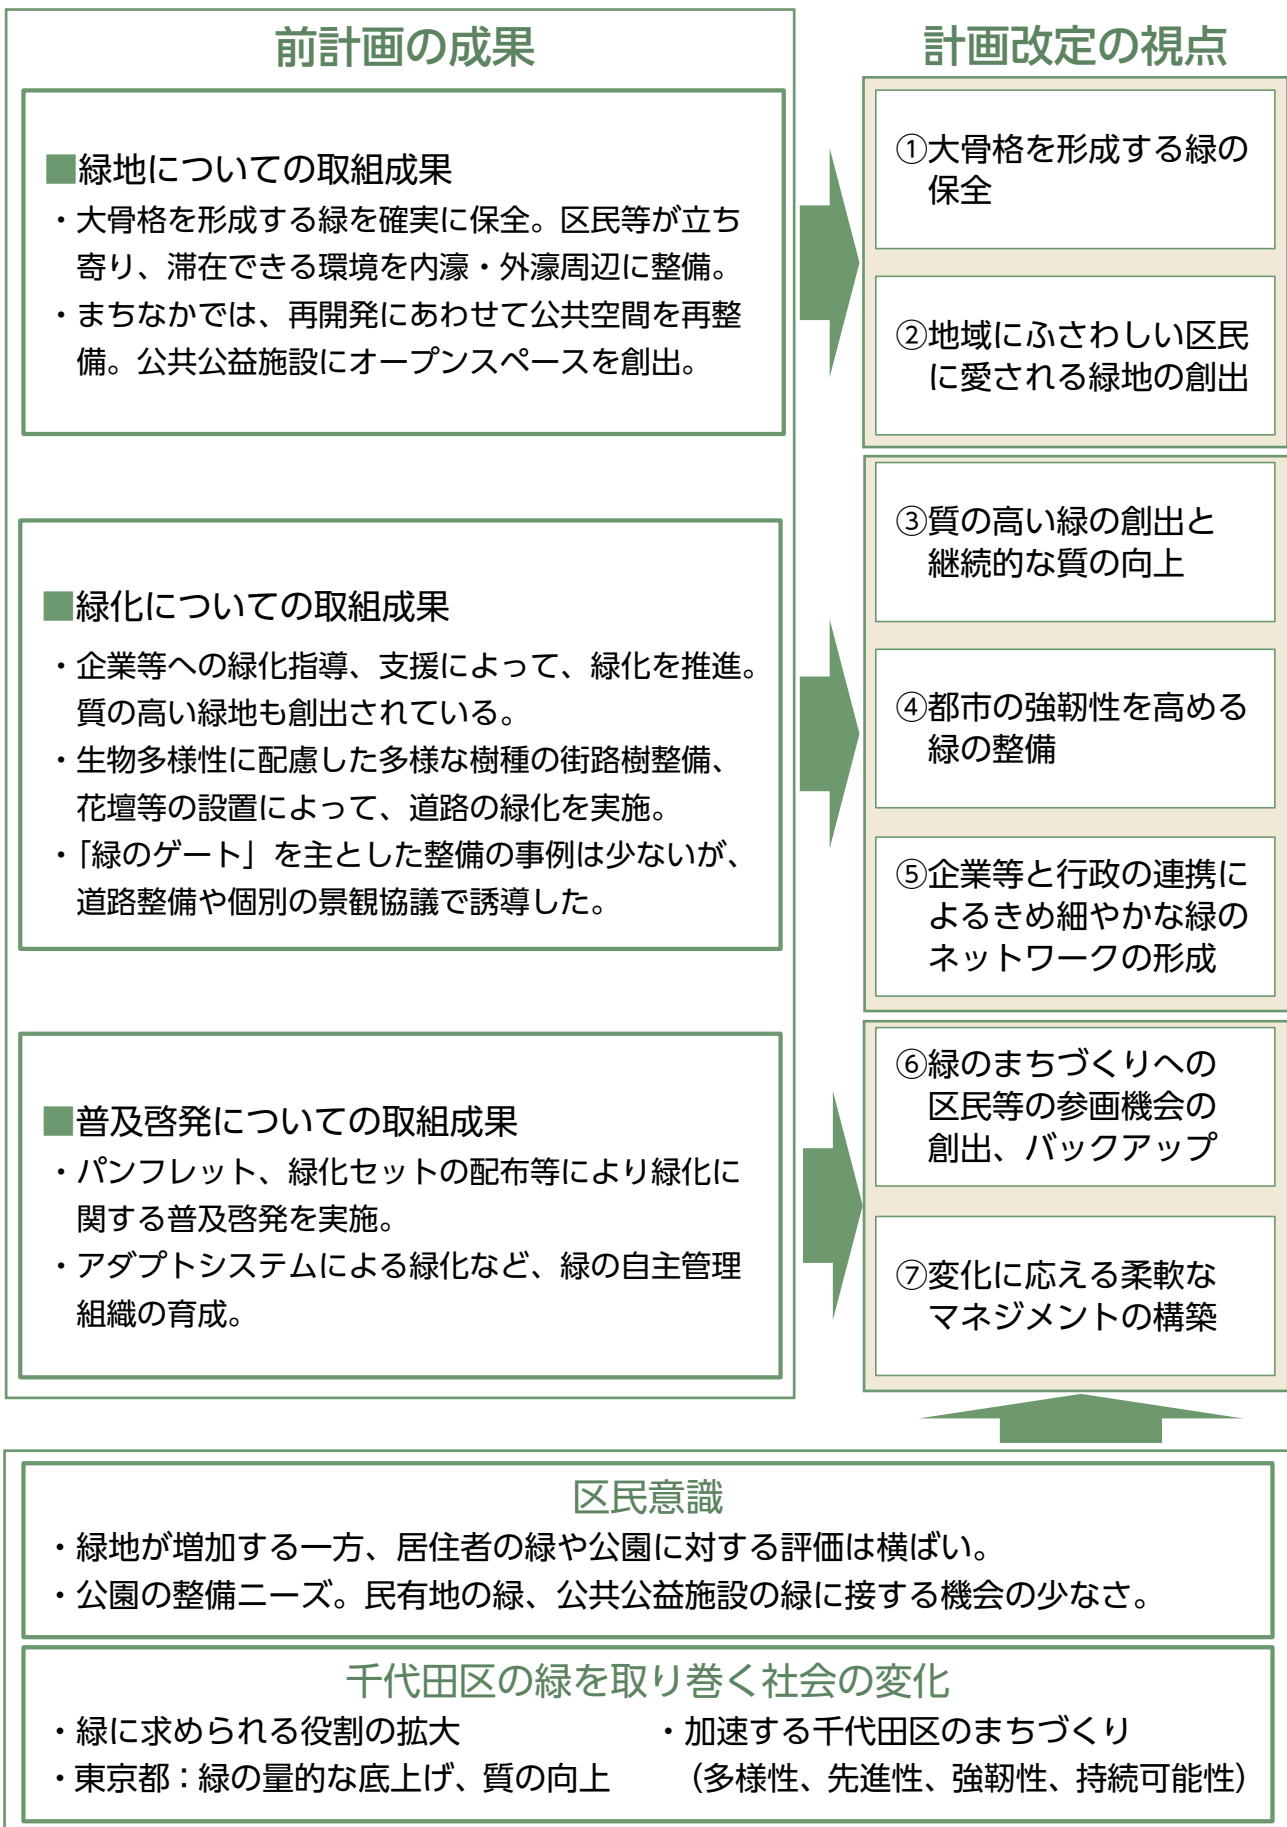 前計画の成果
■緑地についての取組成果
・大骨格を形成する緑を確実に保全。区民等が立ち
寄り、滞在できる環境を内濠・外濠周辺に整備。
・まちなかでは、再開発にあわせて公共空間を再整
備。公共公益施設にオープンスペースを創出。
■緑化についての取組成果
・企業等への緑化指導、支援によって、緑化を推進。
質の高い緑地も創出されている。
・生物多様性に配慮した多様な樹種の街路樹整備、
花壇等の設置によって、道路の緑化を実施。
・「緑のゲート」を主とした整備の事例は少ないが、
道路整備や個別の景観協議で誘導した。
■普及啓発についての取組成果
・パンフレット、緑化セットの配布等により緑化に
関する普及啓発を実施。
・アダプトシステムによる緑化など、緑の自主管理
組織の育成。
計画改定の視点
①大骨格を形成する緑の
保全
②地域にふさわしい区民
に愛される緑地の創出
③質の高い緑の創出と
継続的な質の向上
④都市の強靭性を高める
緑の整備
⑤企業等と行政の連携に
よるきめ細やかな緑の
ネットワークの形成
⑥緑のまちづくりへの
区民等の参画機会の
創出、バックアップ
⑦変化に応える柔軟な
マネジメントの構築
区民意識
・緑地が増加する一方、居住者の緑や公園に対する評価は横ばい。
・公園の整備ニーズ。民有地の緑、公共公益施設の緑に接する機会の少なさ。
千代田区の緑を取り巻く社会の変化
・緑に求められる役割の拡大
・東京都：緑の量的な底上げ、質の向上
・加速する千代田区のまちづくり
（多様性、先進性、強靭性、持続可能性）